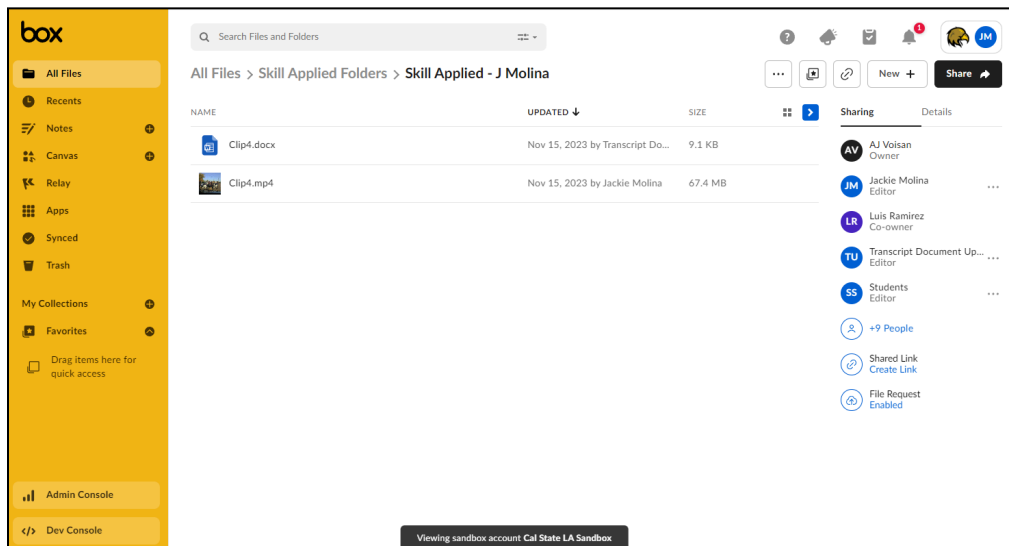 box
Search Files and Folders
1
JM
All Files
All Files > Skill Applied Folders > Skill Applied - J Molina
New +
Share
Recents
Notes
Canvas
Relay
Apps
Synced
Trash
My Collections
Favorites
Drag items here for
quick access
Admin Console
</> Dev Console
NAME UPDATED SIZE
Clip4.docx Nov 15, 2023 by Transcript Do... 9.1 KB
Clip4.mp4 Nov 15, 2023 by Jackie Molina 67.4 MB
Sharing Details
AV AJ Voisan
Owner
JM Jackie Molina
Editor
LR Luis Ramirez
Co-owner
TU Transcript Document Up...
Editor
SS Students
Editor
+9 People
Shared Link
Create Link
File Request
Enabled
Viewing sandbox account Cal State LA Sandbox